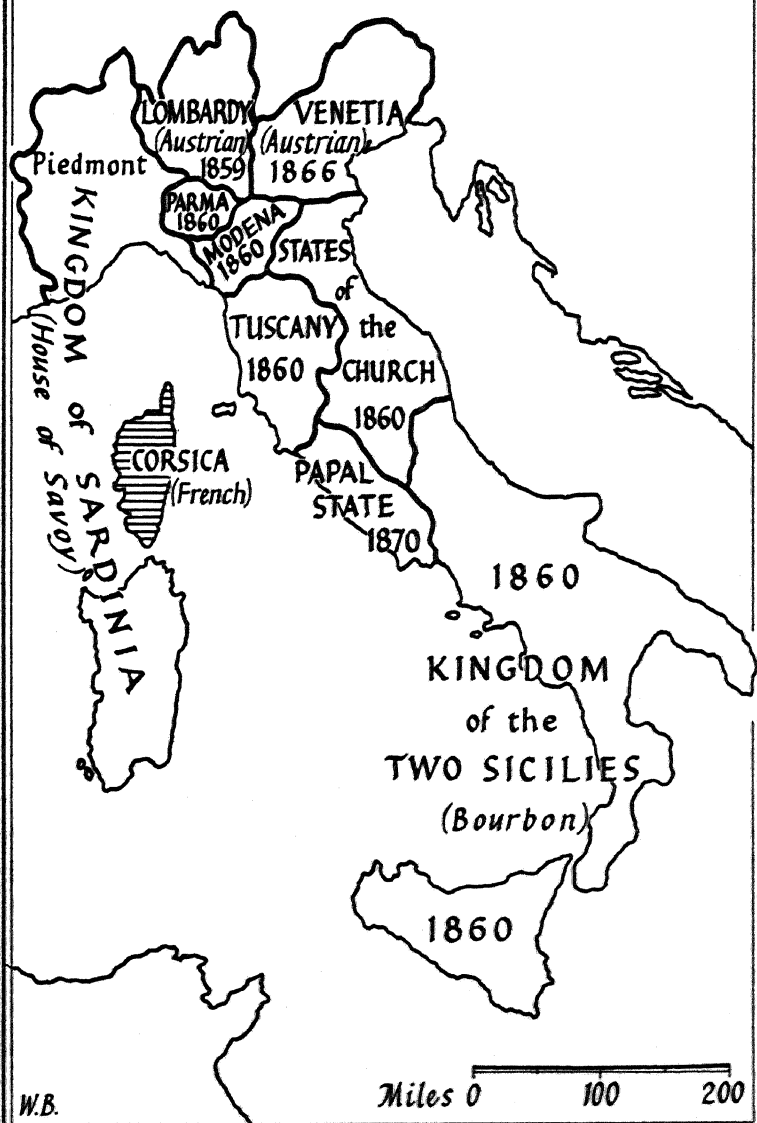 LOMBARDY
(Austrian)
1859
VENETIA
(Austrian)
1866
Piedmont
PARMA
1860
MODENA
1860
STATES
of
the
CHURCH
1860
TUSCANY
1860
KINGDOM of SARDINIA
(House of Savoy)
CORSICA
(French)
PAPAL
STATE
1870
1860
KINGDOM
of the
TWO SICILIES
(Bourbon)
1860
Miles 0 100 200
W.B.